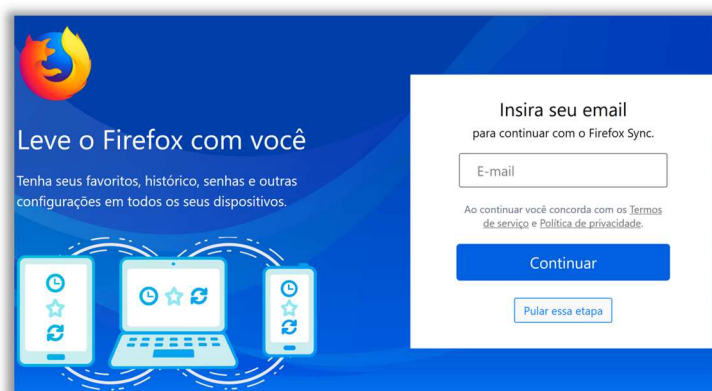 Leve o Firefox com você
Tenha seus favoritos, histórico, senhas e outras
configurações em todos os seus dispositivos.
Insira seu email
para continuar com o Firefox Sync.
E-mail
Ao continuar você concorda com os Termos
de serviço e Política de privacidade.
Continuar
Pular essa etapa